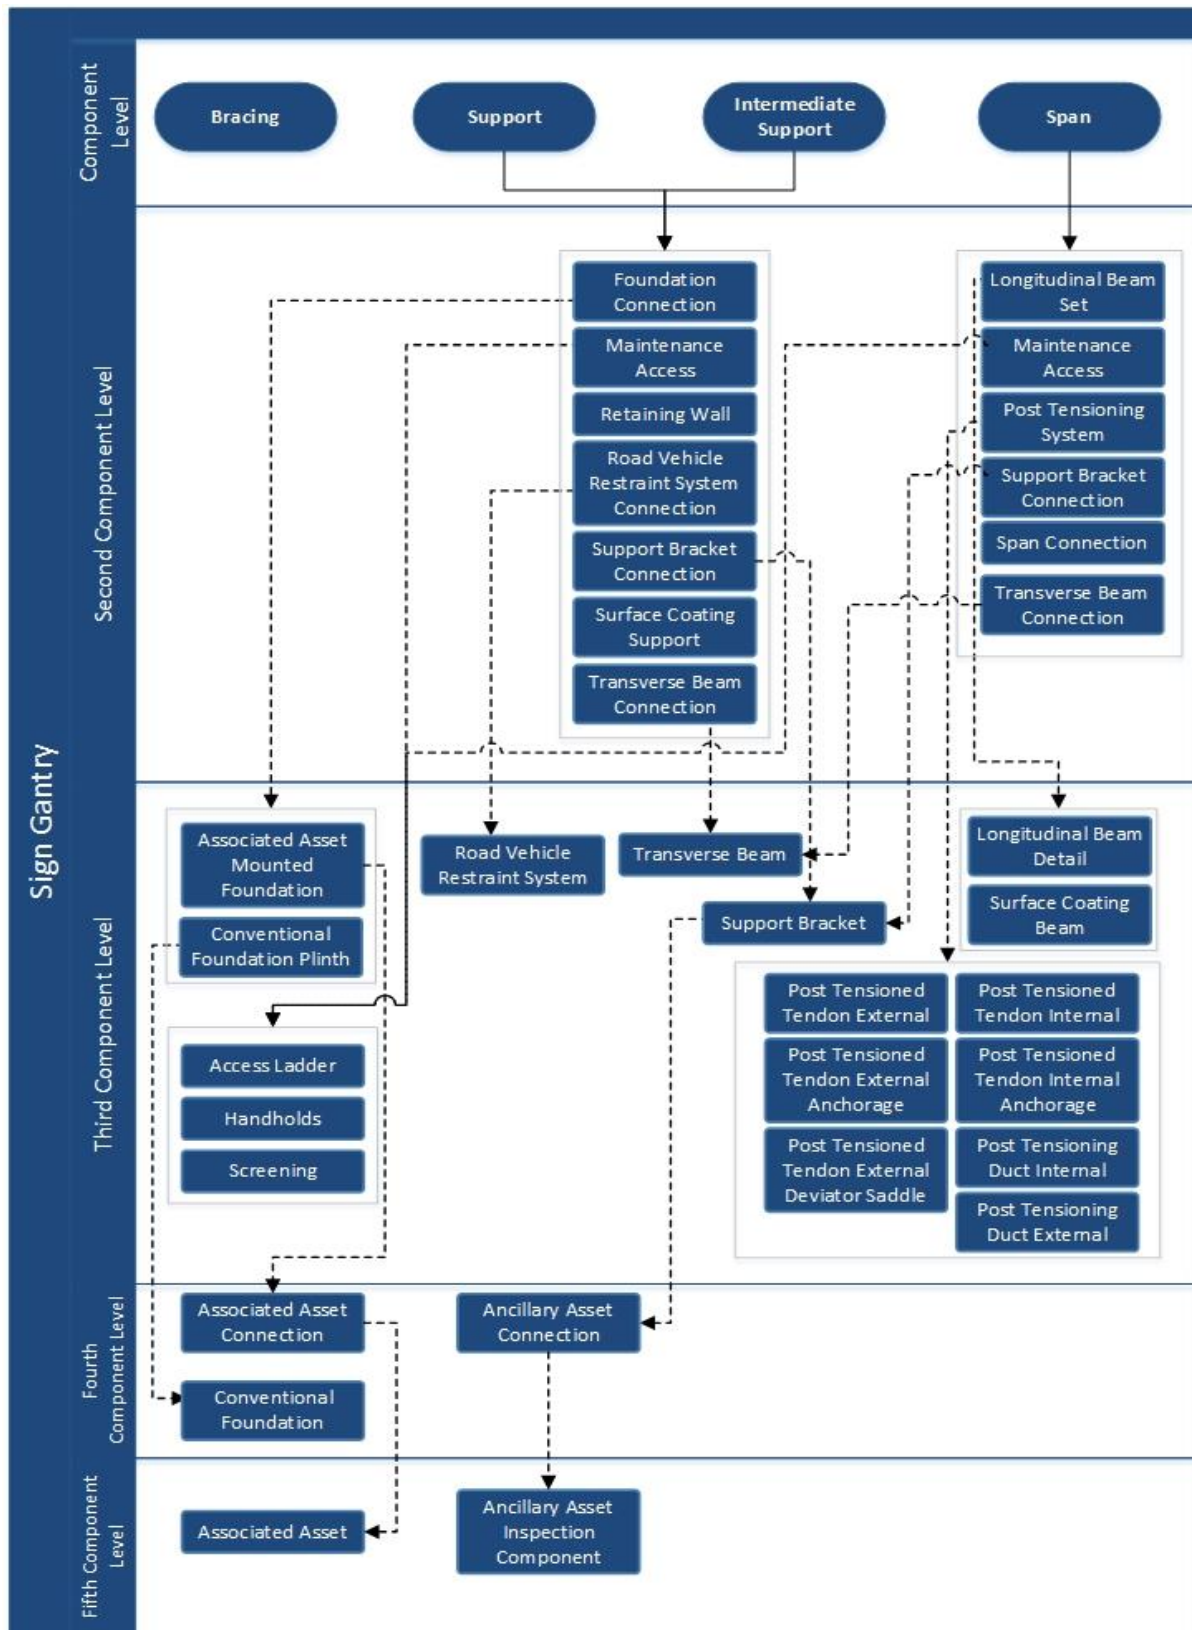 Sign Gantry
Component
Level
Bracing
Support
Intermediate
Support
Span
Second Component Level
Foundation
Connection
Maintenance
Access
Retaining Wall
Road Vehicle
Restraint System
Connection
Support Bracket
Connection
Surface Coating
Support
Transverse Beam
Connection
Longitudinal Beam
Set
Maintenance
Access
Post Tensioning
System
Support Bracket
Connection
Span Connection
Transverse Beam
Connection
Third Component Level
Associated Asset
Mounted
Foundation
Conventional
Foundation Plinth
Access Ladder
Handholds
Screening
Road Vehicle
Restraint System
Transverse Beam
Support Bracket
Longitudinal Beam
Detail
Surface Coating
Beam
Post Tensioned
Tendon External
Post Tensioned
Tendon External
Anchorage
Post Tensioned
Tendon External
Deviator Saddle
Post Tensioned
Tendon Internal
Post Tensioned
Tendon Internal
Anchorage
Post Tensioning
Duct Internal
Post Tensioning
Duct External
Fourth
Component Level
Associated Asset
Connection
Conventional
Foundation
Ancillary Asset
Connection
Fifth Component
Level
Associated Asset
Ancillary Asset
Inspection
Component